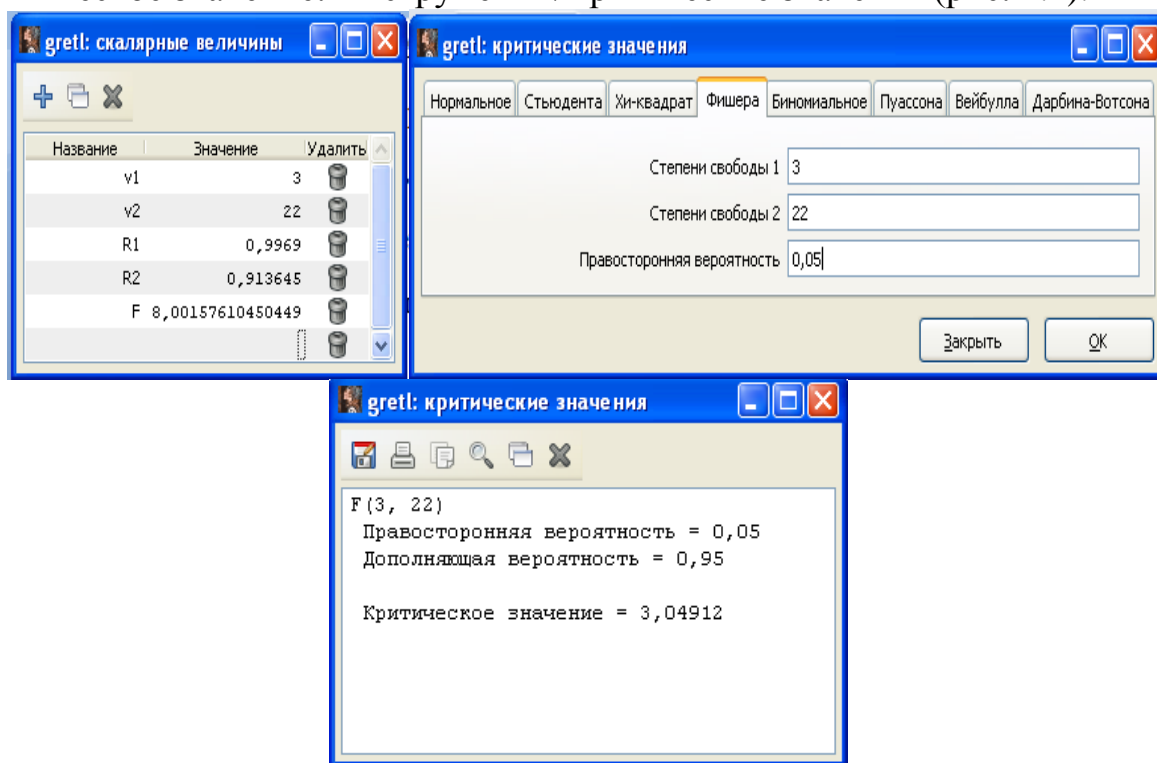 (рис.
gretl: скалярные величины
Название Значение Удалить
v1 3
v2 22
R1 0,9969
R2 0,913645
F 8,00157610450449
gretl: критические значения
Нормальное Стьюдента Хи-квадрат Фишера Биномиальное Пуассона Вейбулла Дарбина-Вотсона
Степени свободы 1 3
Степени свободы 2 22
Правосторонняя вероятность 0,05
Закрыть OK
gretl: критические значения
F(3, 22)
Правосторонняя вероятность = 0,05
Дополняющая вероятность = 0,95
Критическое значение = 3,04912